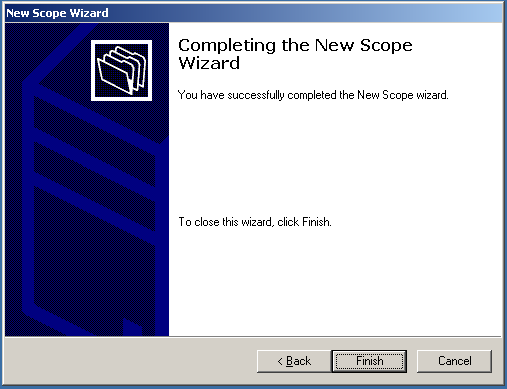 New Scope Wizard
Completing the New Scope
Wizard
You have successfully completed the New Scope wizard.
To close this wizard, click Finish.
< Back
Finish
Cancel